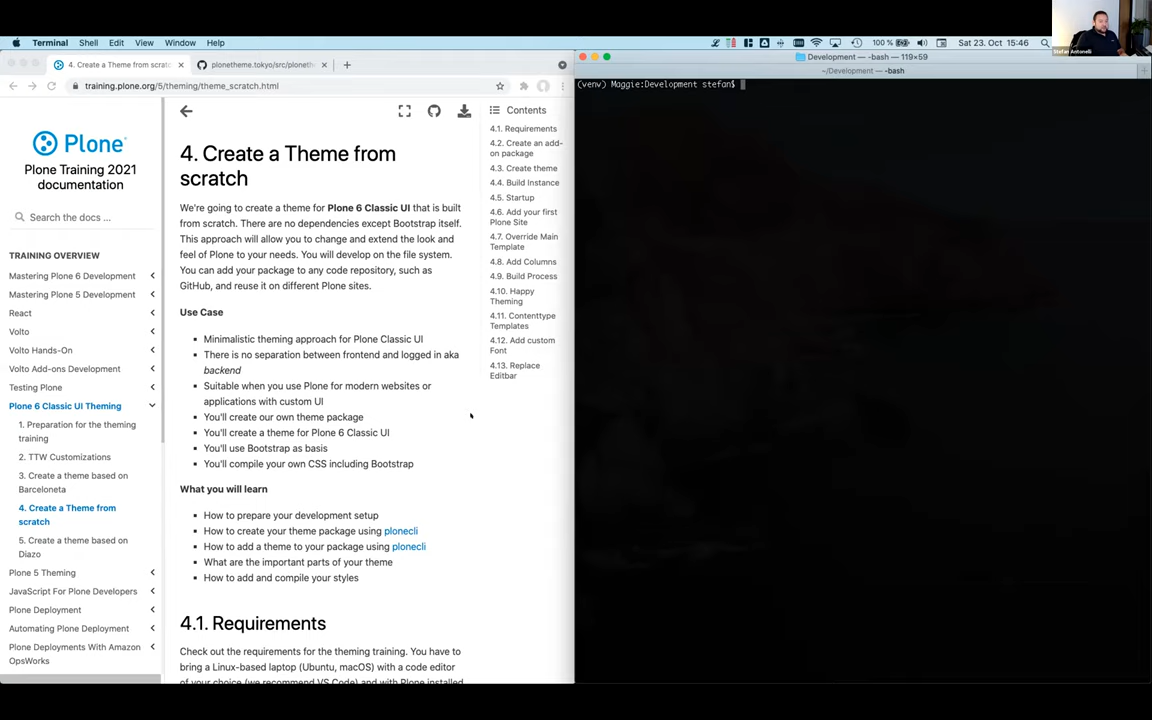 Terminal Shell Edit View Window Help
100 % Sat 23. Oct 15:46
Stefan Antonelli
4. Create a Theme from scratc
plonetheme.tokyo/src/ploneth
training.plone.org/5/theming/theme_scratch.html
Plone
Plone Training 2021
documentation
Search the docs ...
TRAINING OVERVIEW
Mastering Plone 6 Development
Mastering Plone 5 Development
React
Volto
Volto Hands-On
Volto Add-ons Development
Testing Plone
Plone 6 Classic UI Theming
1. Preparation for the theming
training
2. TTW Customizations
3. Create a theme based on
Barceloneta
4. Create a Theme from
scratch
5. Create a theme based on
Diazo
Plone 5 Theming
JavaScript For Plone Developers
Plone Deployment
Automating Plone Deployment
Plone Deployments With Amazon
OpsWorks
4. Create a Theme from
scratch
We're going to create a theme for Plone 6 Classic UI that is built
from scratch. There are no dependencies except Bootstrap itself.
This approach will allow you to change and extend the look and
feel of Plone to your needs. You will develop on the file system.
You can add your package to any code repository, such as
GitHub, and reuse it on different Plone sites.
Use Case
Minimalistic theming approach for Plone Classic UI
There is no separation between frontend and logged in aka
backend
Suitable when you use Plone for modern websites or
applications with custom UI
You'll create our own theme package
You'll create a theme for Plone 6 Classic UI
You'll use Bootstrap as basis
You'll compile your own CSS including Bootstrap
What you will learn
How to prepare your development setup
How to create your theme package using plonecli
How to add a theme to your package using plonecli
What are the important parts of your theme
How to add and compile your styles
4.1. Requirements
Check out the requirements for the theming training. You have to
bring a Linux-based laptop (Ubuntu, macOS) with a code editor
of your choice (we recommend VS Code) and with Plone installed
Contents
4.1. Requirements
4.2. Create an add-
on package
4.3. Create theme
4.4. Build Instance
4.5. Startup
4.6. Add your first
Plone Site
4.7. Override Main
Template
4.8. Add Columns
4.9. Build Process
4.10. Happy
Theming
4.11. Contenttype
Templates
4.12. Add custom
Font
4.13. Replace
Editbar
Development — -bash — 119×59
~/Development — -bash
(venv) Maggie:Development stefan$